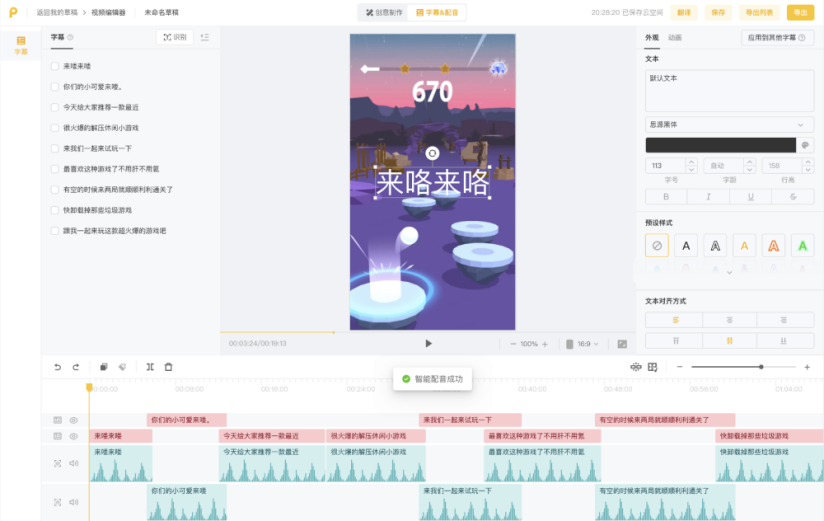 返回我的草稿 > 视频编辑器 > 未命名草稿
创意制作
字幕&配音
20:29:20 已保存云空间
翻译
保存
导出列表
导出
字幕
字幕
识别
来咯来咯
你们的小可爱来喽。
今天给大家推荐一款最近
很火爆的解压休闲小游戏
来我们一起来试玩一下
最喜欢这种游戏了不用肝不用氪
有空的时候来两局就顺顺利利通关了
快卸载掉那些垃圾游戏
跟我一起来玩这款超火爆的游戏吧
670
来咯来咯
00:03:24/00:19:13
100%
16:9
外观
动画
应用到其他字幕
文本
默认文本
思源黑体
113
自动
156
字号
字距
行高
B
I
U
S
预设样式
A
A
A
A
A
文本对齐方式
智能配音成功
00:00:00
00:08:00
00:16:00
00:24:00
00:40:00
00:48:00
00:56:00
01:04:00
你们的小可爱来喽。
来我们一起来试玩一下
有空的时候来两局就顺顺利利通关了
来咯来咯
今天给大家推荐一款最近
很火爆的解压休闲小游戏
最喜欢这种游戏了不用肝不用氪
快卸载掉那些垃圾游戏
来咯来咯
今天给大家推荐一款最近
很火爆的解压休闲小游戏
最喜欢这种游戏了不用肝不用氪
快卸载掉那些垃圾游戏
你们的小可爱来喽
来我们一起来试玩一下
有空的时候来两局就顺顺利利通关了